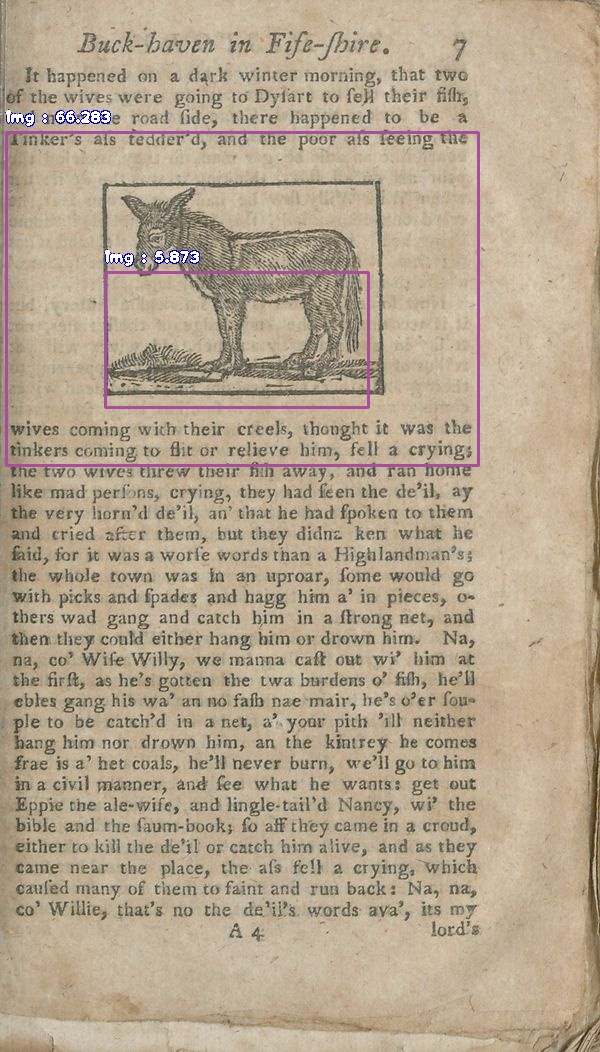 Buck-haven in Fife-ſhire. 7
It happened on a dark winter morning, that two
of the wives were going to Dyſart to ſell their fiſh,
Img : 66.283
road ſide, there happened to be a
Tinker's aſs tedder'd, and the poor aſs ſeeing the
Img : 5.873
wives coming with their creels, thought it was the
tinkers coming to flit or relieve him, fell a crying;
the two wives threw their fiſh away, and ran home
like mad perſons, crying, they had ſeen the de'il, ay
the very horn'd de'il, an' that he had ſpoken to them
and cried after them, but they didna ken what he
ſaid, for it was a worſe words than a Highlandman's;
the whole town was in an uproar, ſome would go
with picks and ſpades and hagg him a' in pieces, o-
thers wad gang and catch him in a ſtrong net, and
then they could either hang him or drown him. Na,
na, co' Wiſe Willy, we manna caſt out wi' him at
the firſt, as he's gotten the twa burdens o' fiſh, he'll
ebles gang his wa' an no faſh nae mair, he's o'er ſou-
ple to be catch'd in a net, a' your pith 'ill neither
hang him nor drown him, an the kintrey he comes
frae is a' het coals, he'll never burn, we'll go to him
in a civil manner, and ſee what he wants: get out
Eppie the ale-wife, and lingle-tail'd Nancy, wi' the
bible and the ſaum-book; ſo aff they came in a croud,
either to kill the de'il or catch him alive, and as they
came near the place, the aſs fell a crying, which
cauſed many of them to faint and run back: Na, na,
co' Willie, that's no the de'il's words ava', its my
A 4 lord's